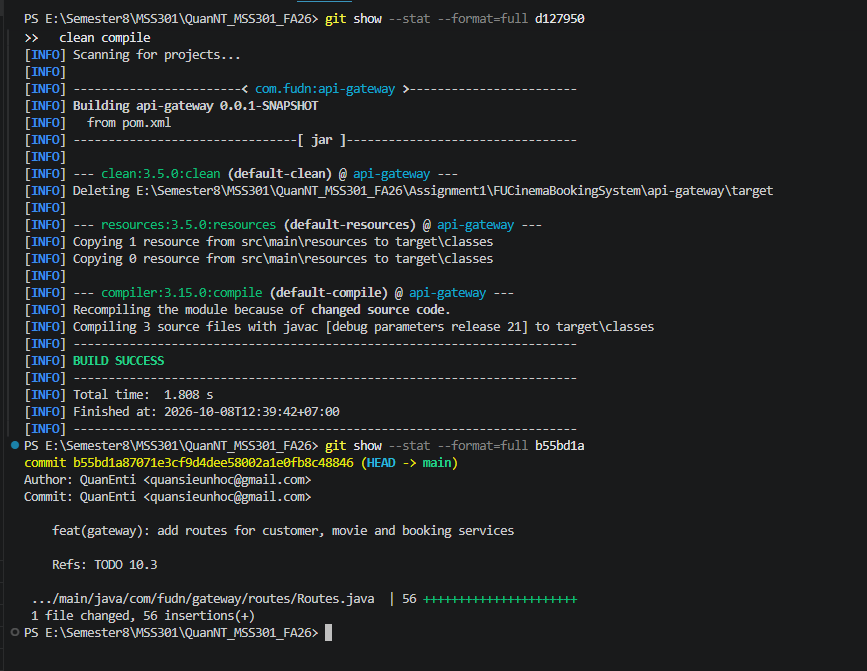 PS E:\Semester8\MSS301\QuanNT_MSS301_FA26> git show --stat --format=full d127950
>>   clean compile
[INFO] Scanning for projects...
[INFO]
[INFO] -----------------------< com.fudn:api-gateway >------------------------
[INFO] Building api-gateway 0.0.1-SNAPSHOT
[INFO]   from pom.xml
[INFO] -------------------------------[ jar ]--------------------------------
[INFO]
[INFO] --- clean:3.5.0:clean (default-clean) @ api-gateway ---
[INFO] Deleting E:\Semester8\MSS301\QuanNT_MSS301_FA26\Assignment1\FUCinemaBookingSystem\api-gateway\target
[INFO]
[INFO] --- resources:3.5.0:resources (default-resources) @ api-gateway ---
[INFO] Copying 1 resource from src\main\resources to target\classes
[INFO] Copying 0 resource from src\main\resources to target\classes
[INFO]
[INFO] --- compiler:3.15.0:compile (default-compile) @ api-gateway ---
[INFO] Recompiling the module because of changed source code.
[INFO] Compiling 3 source files with javac [debug parameters release 21] to target\classes
[INFO] ------------------------------------------------------------------------
[INFO] BUILD SUCCESS
[INFO] ------------------------------------------------------------------------
[INFO] Total time:  1.808 s
[INFO] Finished at: 2026-10-08T12:39:42+07:00
[INFO] ------------------------------------------------------------------------
PS E:\Semester8\MSS301\QuanNT_MSS301_FA26> git show --stat --format=full b55bd1a
commit b55bd1a87071e3cf9d4dee58002a1e0fb8c48846 (HEAD -> main)
Author: QuanEnti <quansieunhoc@gmail.com>
Commit: QuanEnti <quansieunhoc@gmail.com>

    feat(gateway): add routes for customer, movie and booking services

    Refs: TODO 10.3

 .../main/java/com/fudn/gateway/routes/Routes.java  | 56 ++++++++++++++++++++++
 1 file changed, 56 insertions(+)
PS E:\Semester8\MSS301\QuanNT_MSS301_FA26>